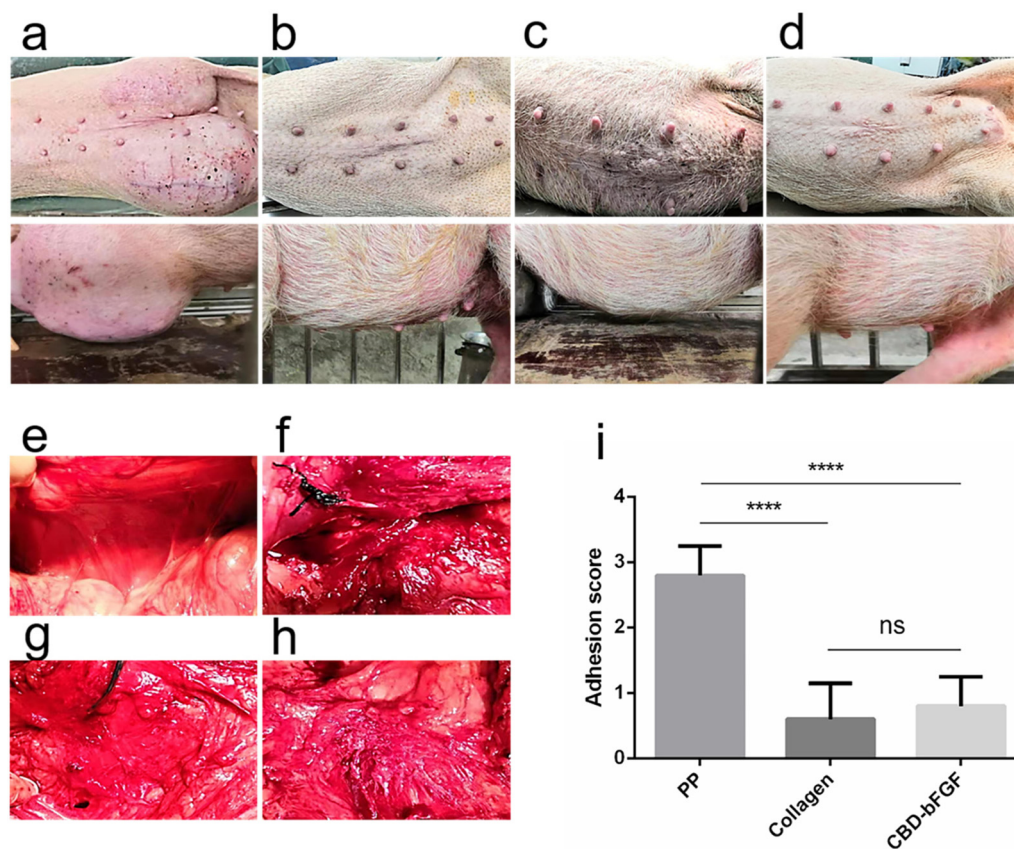 a
b
c
d
e
f
g
h
i
****
****
ns
Adhesion score
4
3
2
1
0
PP
Collagen
CBD-bFGF